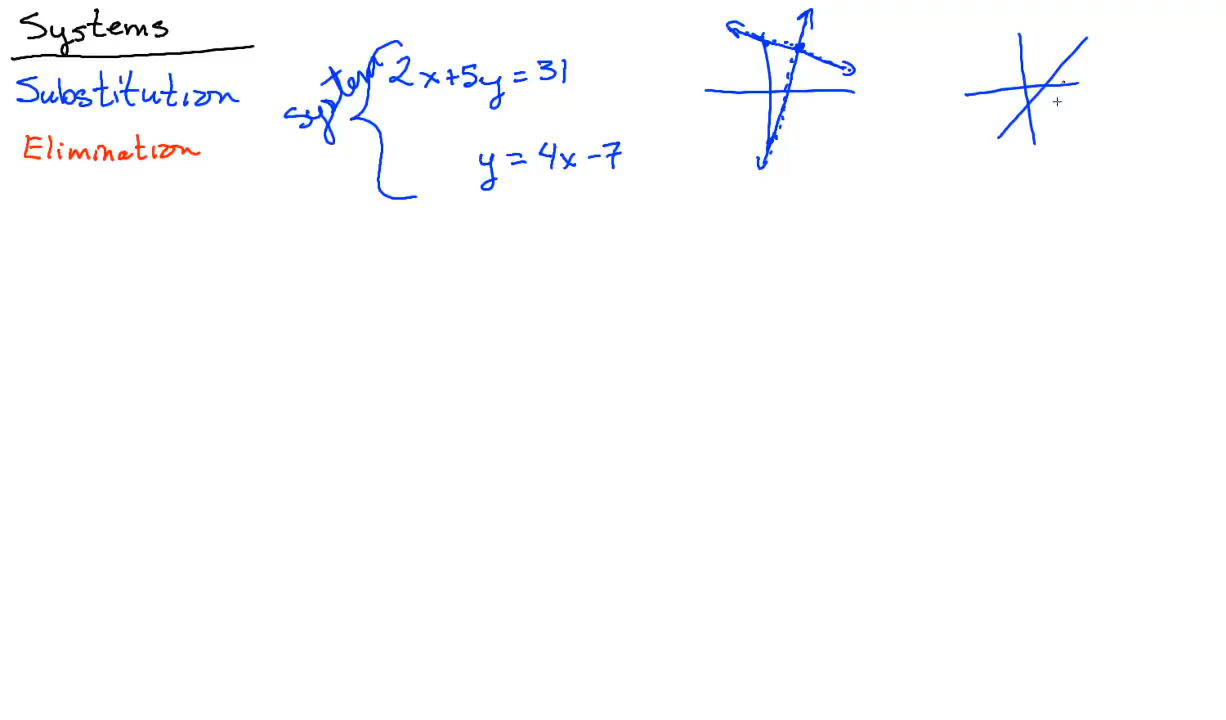 Systems
Substitution
Elimination
system
2x+5y=31
y=4x-7